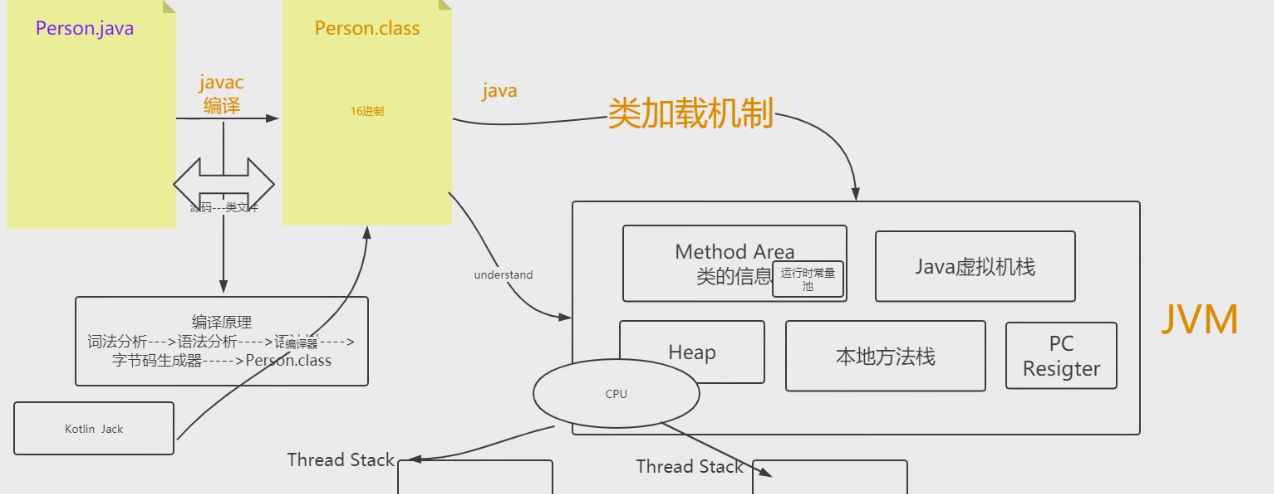 Person.java
Person.class
javac
编译
16进制
java
类加载机制
源码---类文件
understand
Method Area
类的信息
运行时常量
池
Java虚拟机栈
JVM
编译原理
词法分析--->语法分析---->语
编译器
---->
字节码生成器----->Person.class
Heap
本地方法栈
PC
Resigter
CPU
Kotlin Jack
Thread Stack
Thread Stack